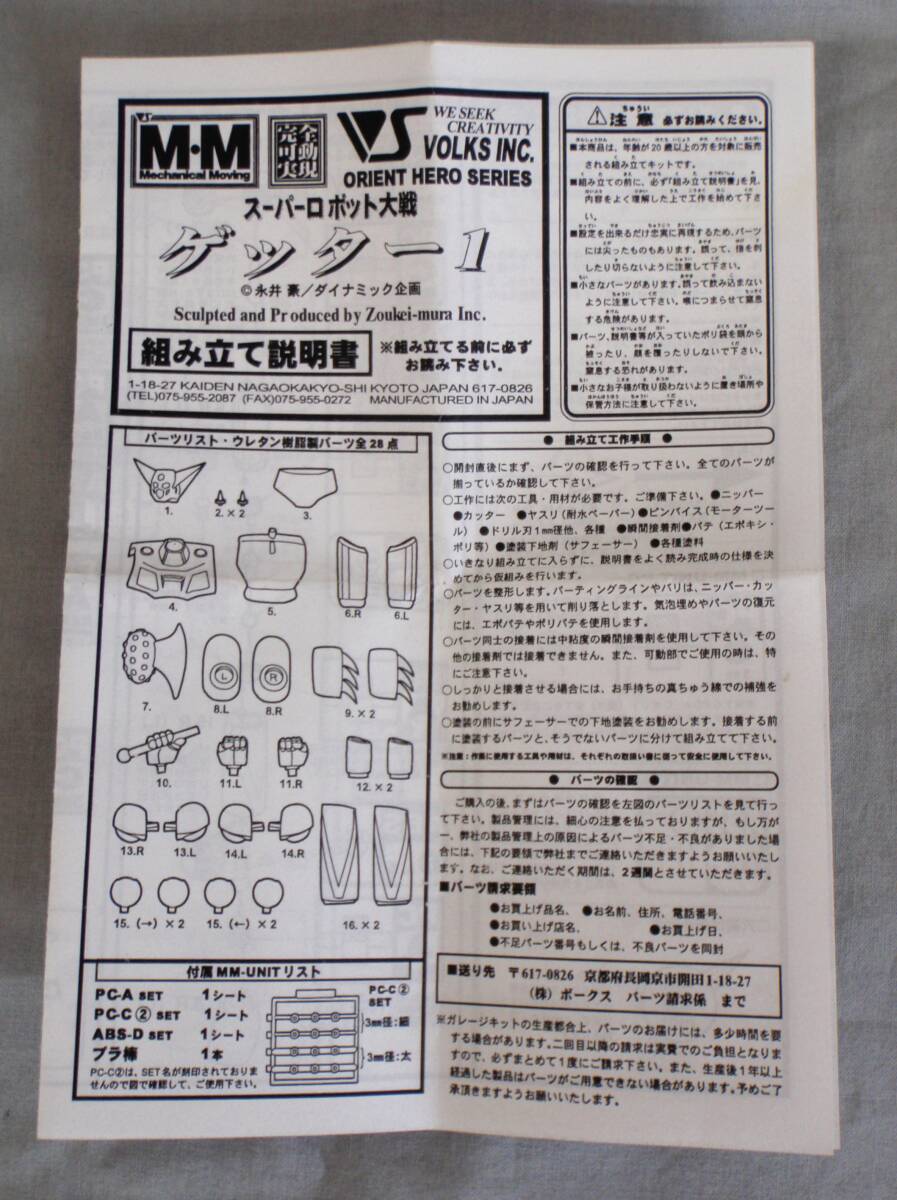 VS
M・M
Mechanical Moving
完全
可動
実現
VS
WE SEEK
CREATIVITY
VOLKS INC.
ORIENT HERO SERIES
スーパーロボット大戦
ゲッター1
©永井 豪／ダイナミック企画
Sculpted and Produced by Zoukei-mura Inc.
組み立て説明書
※組み立てる前に必ず
お読み下さい。
1-18-27 KAIDEN NAGAOKAKYO-SHI KYOTO JAPAN 617-0826
(TEL)075-955-2087 (FAX)075-955-0272 MANUFACTURED IN JAPAN
⚠注意 必ずお読みください。
■本商品は、年齢が20歳以上の方を対象に販売
される組み立てキットです。
■組み立ての前に、必ず「組み立て説明書」を見、
内容をよく理解した上で工作を始めて下さ
い。
■設定を出来るだけ忠実に再現するため、パーツ
には尖ったものもあります。誤って、指を刺
したり切らないように注意して下さい。
■小さなパーツがあります。誤って飲み込まない
ように注意して下さい。喉につまらせて窒息
する危険があります。
■パーツ、説明書等が入っていたポリ袋を頭から
被ったり、顔を覆ったりしないで下さい。
窒息する恐れがあります。
■小さなお子様が取り扱わないように置き場所や
保管方法に注意して下さい。
パーツリスト・ウレタン樹脂製パーツ全28点
1.
2. × 2
3.
4.
5.
6.R
6.L
7.
L
R
8.L
8.R
9. × 2
10.
11.L
11.R
12. × 2
13.R
13.L
14.L
14.R
15. (→) × 2
15. (←) × 2
16. × 2
付属MM-UNITリスト
PC-A SET 1シート
PC-C② SET 1シート
ABS-D SET 1シート
プラ棒 1本
PC-C②は、SET名が刻印されておりま
せんので図で確認して、ご使用下さい。
PC-C②
SET
3mm径:細
3mm径:太
● 組み立て工作手順 ●
○開封直後にまず、パーツの確認を行って下さい。全てのパーツが
揃っているか確認して下さい。
○工作には次の工具・用材が必要です。ご準備下さい。●ニッパー
●カッター ●ヤスリ（耐水ペーパー）●ピンバイス（モーターツー
ル） ●ドリル刃1mm径他、各種 ●瞬間接着剤●パテ（エポキシ・
ポリ等）●塗装下地剤（サフェーサー） ●各種塗料
○いきなり組み立てに入らずに、説明書をよく読み完成時の仕様を決
めてから仮組みを行います。
○パーツを整形します。パーティングラインやバリは、ニッパー・カッ
ター・ヤスリ等を用いて削り落とします。気泡埋めやパーツの復元
には、エポパテやポリパテを使用します。
○パーツ同士の接着には中粘度の瞬間接着剤を使用して下さい。その
他の接着剤では接着できません。また、可動部でご使用の時は、特
にご注意下さい。
○しっかりと接着させる場合には、お手持ちの真ちゅう線での補強を
お勧めします。
○塗装の前にサフェーサーでの下地塗装をお勧めします。接着する前
に塗装するパーツと、そうでないパーツに分けて組み立てて下さい。
※注意：作業に使用する工具や用材は、それぞれの取扱い書に従って安全に使用して下さい。
● パーツの確認 ●
ご購入の後、まずはパーツの確認を左図のパーツリストを見て行っ
て下さい。製品管理には、細心の注意を払っておりますが、もし万が
一、弊社の製品管理上の原因によるパーツ不足・不良がありました場
合には、下記の要領で弊社までご連絡いただきますようお願いいたし
ます。なお、ご連絡いただく期間は、2週間とさせていただきます。
■パーツ請求要領
●お買上げ品名、 ●お名前、住所、電話番号、
●お買い上げ店名、 ●お買上げ日、
●不足パーツ番号もしくは、不良パーツを同封
■送り先 〒617-0826 京都府長岡京市開田1-18-27
（株）ボークス パーツ請求係 まで
※ガレージキットの生産都合上、パーツのお届けには、多少時間を要
する場合があります。二回目以降の請求は実費でのご負担となりま
すので、必ずまとめて1度にご請求下さい。また、生産後1年以上
経過した製品はパーツがご用意できない場合があります。予めご了
承頂きますようお願いいたします。